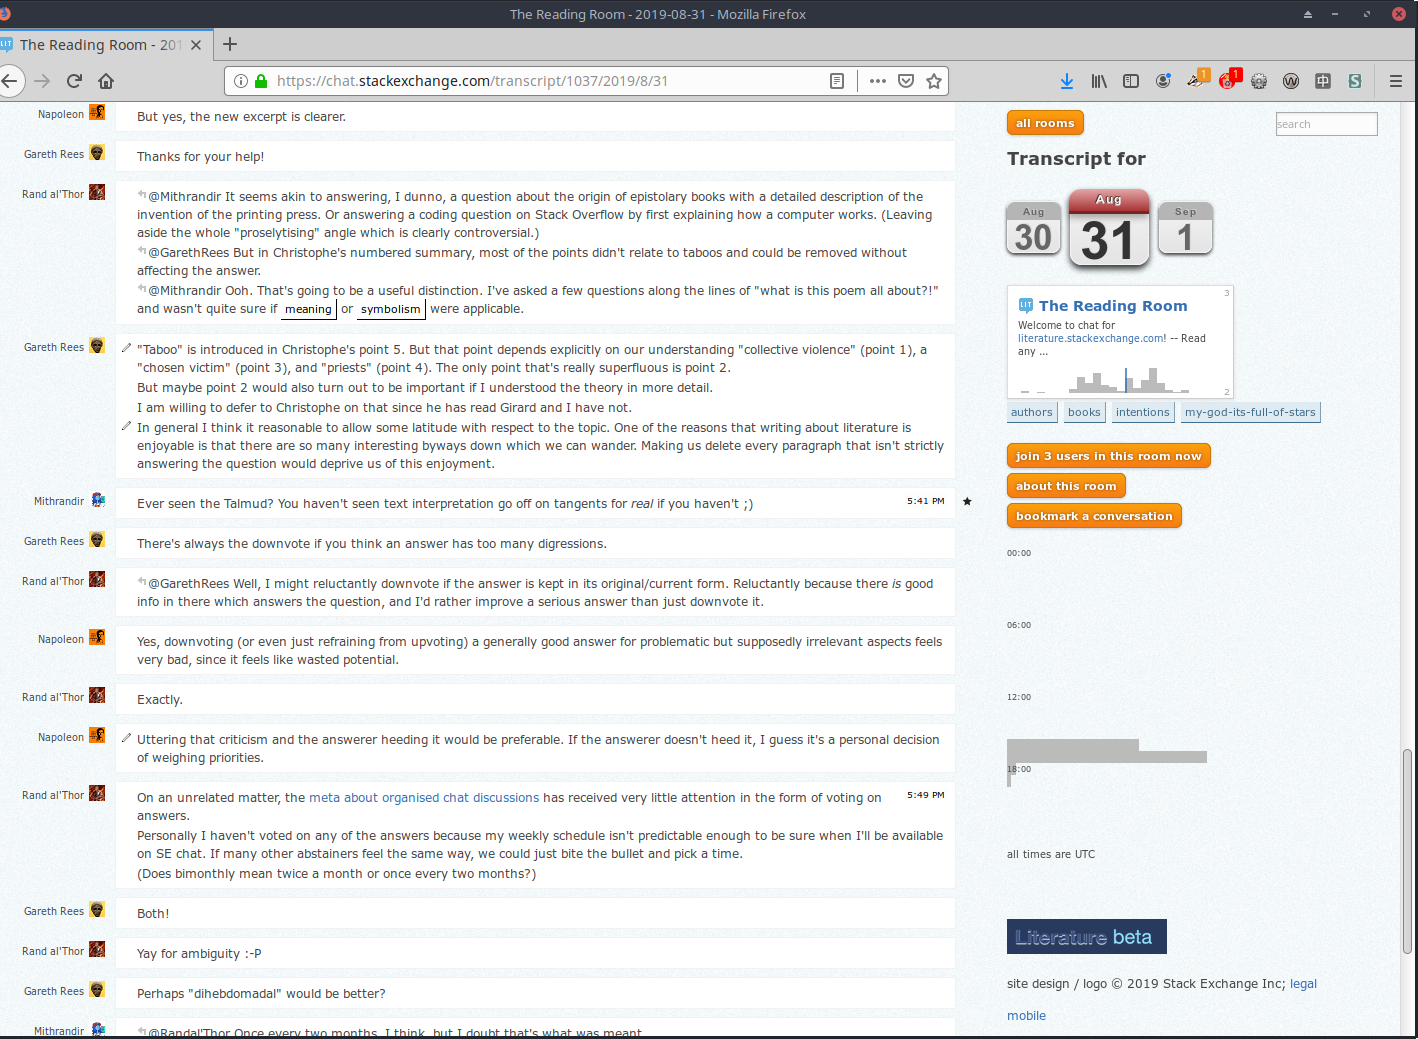 The Reading Room - 2019-08-31 - Mozilla Firefox
The Reading Room - 201
https://chat.stackexchange.com/transcript/1037/2019/8/31
1
1
Napoleon
But yes, the new excerpt is clearer.
Gareth Rees
Thanks for your help!
Rand al'Thor
@Mithrandir It seems akin to answering, I dunno, a question about the origin of epistolary books with a detailed description of the
invention of the printing press. Or answering a coding question on Stack Overflow by first explaining how a computer works. (Leaving
aside the whole "proselytising" angle which is clearly controversial.)
@GarethRees But in Christophe's numbered summary, most of the points didn't relate to taboos and could be removed without
affecting the answer.
@Mithrandir Ooh. That's going to be a useful distinction. I've asked a few questions along the lines of "what is this poem all about?!"
and wasn't quite sure if meaning or symbolism were applicable.
Gareth Rees
"Taboo" is introduced in Christophe's point 5. But that point depends explicitly on our understanding "collective violence" (point 1), a
"chosen victim" (point 3), and "priests" (point 4). The only point that's really superfluous is point 2.
But maybe point 2 would also turn out to be important if I understood the theory in more detail.
I am willing to defer to Christophe on that since he has read Girard and I have not.
In general I think it reasonable to allow some latitude with respect to the topic. One of the reasons that writing about literature is
enjoyable is that there are so many interesting byways down which we can wander. Making us delete every paragraph that isn't strictly
answering the question would deprive us of this enjoyment.
Mithrandir
Ever seen the Talmud? You haven't seen text interpretation go off on tangents for real if you haven't ;)
5:41 PM
Gareth Rees
There's always the downvote if you think an answer has too many digressions.
Rand al'Thor
@GarethRees Well, I might reluctantly downvote if the answer is kept in its original/current form. Reluctantly because there is good
info in there which answers the question, and I'd rather improve a serious answer than just downvote it.
Napoleon
Yes, downvoting (or even just refraining from upvoting) a generally good answer for problematic but supposedly irrelevant aspects feels
very bad, since it feels like wasted potential.
Rand al'Thor
Exactly.
Napoleon
Uttering that criticism and the answerer heeding it would be preferable. If the answerer doesn't heed it, I guess it's a personal decision
of weighing priorities.
Rand al'Thor
On an unrelated matter, the meta about organised chat discussions has received very little attention in the form of voting on
answers.
5:49 PM
Personally I haven't voted on any of the answers because my weekly schedule isn't predictable enough to be sure when I'll be available
on SE chat. If many other abstainers feel the same way, we could just bite the bullet and pick a time.
(Does bimonthly mean twice a month or once every two months?)
Gareth Rees
Both!
Rand al'Thor
Yay for ambiguity :-P
Gareth Rees
Perhaps "dihebdomadal" would be better?
Mithrandir
@Randal'Thor Once every two months, I think, but I doubt that's what was meant.
all rooms
search
Transcript for
Aug
30
Aug
31
Sep
1
3
LIT
The Reading Room
Welcome to chat for
literature.stackexchange.com! -- Read
any ...
2
authors books intentions my-god-its-full-of-stars
join 3 users in this room now
about this room
bookmark a conversation
00:00
06:00
12:00
18:00
all times are UTC
Literature beta
site design / logo © 2019 Stack Exchange Inc; legal
mobile